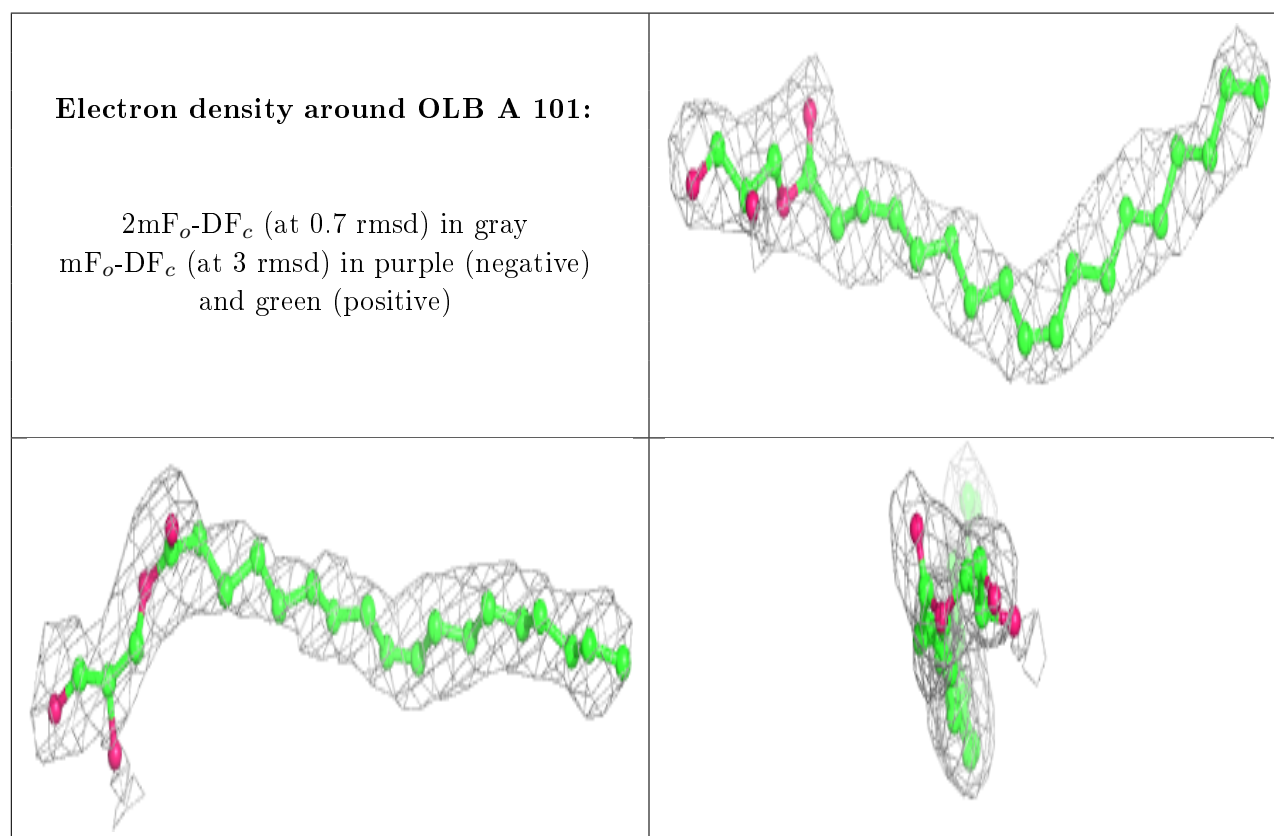 Electron density around OLB A 101:
2mFo-DFc (at 0.7 rmsd) in gray
mFo-DFc (at 3 rmsd) in purple (negative)
and green (positive)